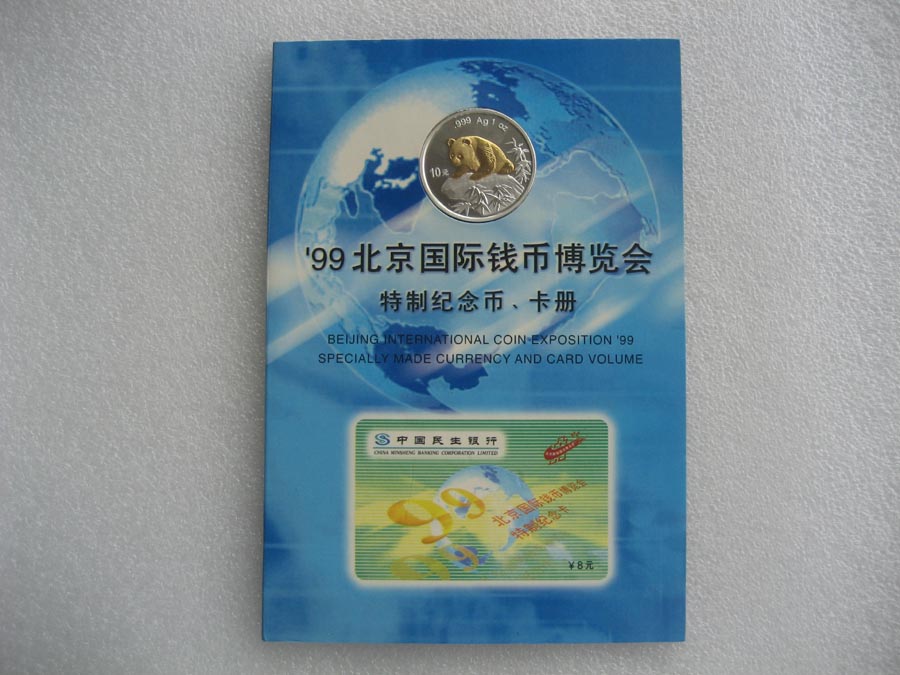 .999 Ag 1 oz
10元
'99北京国际钱币博览会
特制纪念币、卡册
BEIJING INTERNATIONAL COIN EXPOSITION '99
SPECIALLY MADE CURRENCY AND CARD VOLUME
中国民生银行
CHINA MINSHENG BANKING CORPORATION LIMITED
99
北京国际钱币博览会
特制纪念卡
99
¥8元